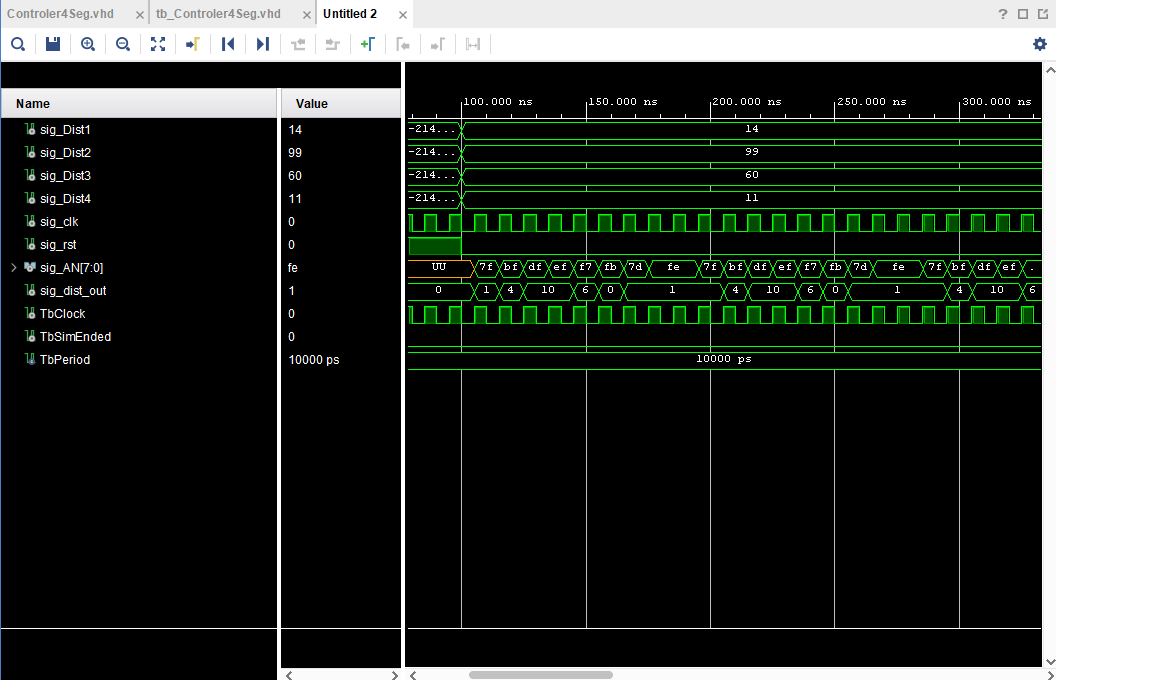 Controler4Seg.vhd × tb_Controler4Seg.vhd × Untitled 2 ×
?
Name Value
100.000 ns 150.000 ns 200.000 ns 250.000 ns 300.000 ns
sig_Dist1 14 -214... 14
sig_Dist2 99 -214... 99
sig_Dist3 60 -214... 60
sig_Dist4 11 -214... 11
sig_clk 0
sig_rst 0
sig_AN[7:0] fe UU 7f bf df ef f7 fb 7d fe 7f bf df ef f7 fb 7d fe 7f bf df ef .
sig_dist_out 1 0 1 4 10 6 0 1 4 10 6 0 1 4 10 6
TbClock 0
TbSimEnded 0
TbPeriod 10000 ps 10000 ps